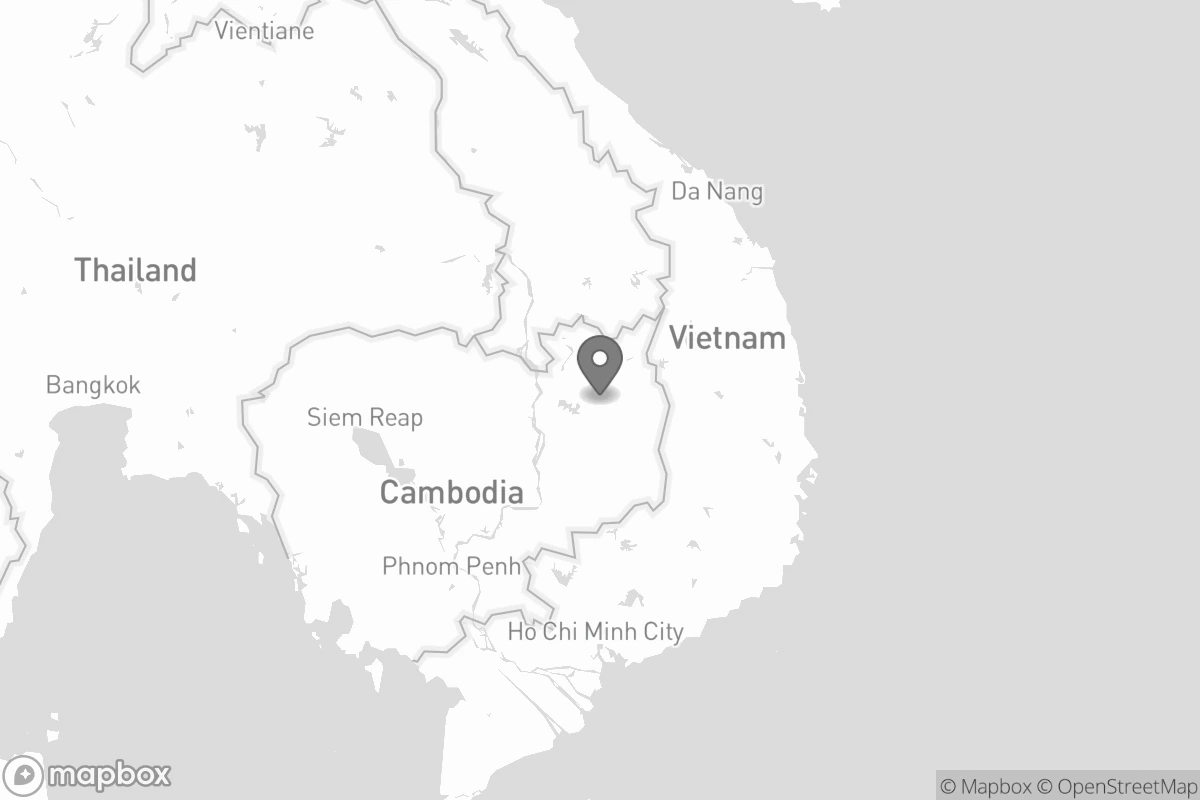 Vientiane
Da Nang
Thailand
Vietnam
Bangkok
Siem Reap
Cambodia
Phnom Penh
Ho Chi Minh City
mapbox
© Mapbox © OpenStreetMap